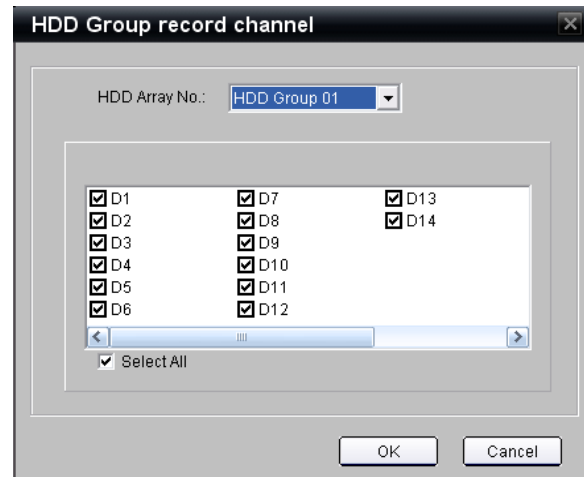 HDD Group record channel
HDD Array No.: HDD Group 01
D1 D7 D13
D2 D8 D14
D3 D9
D4 D10
D5 D11
D6 D12
Select All
OK Cancel